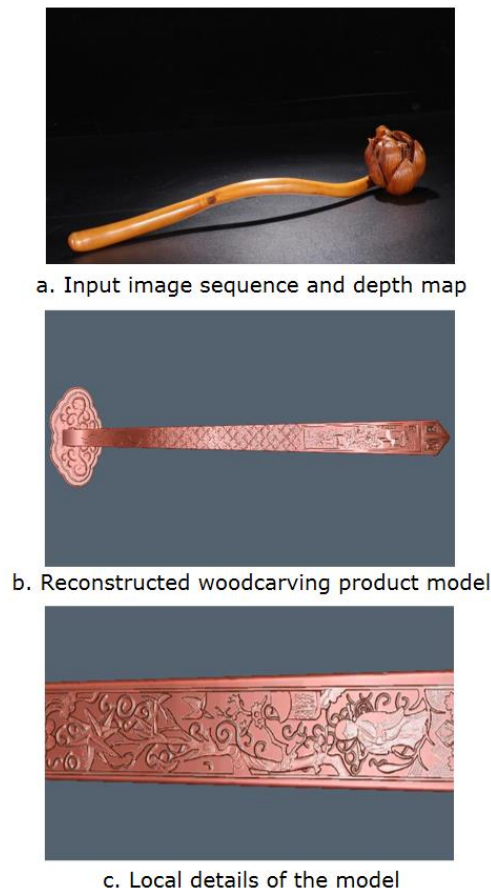 a. Input image sequence and depth map
b. Reconstructed woodcarving product model
c. Local details of the model